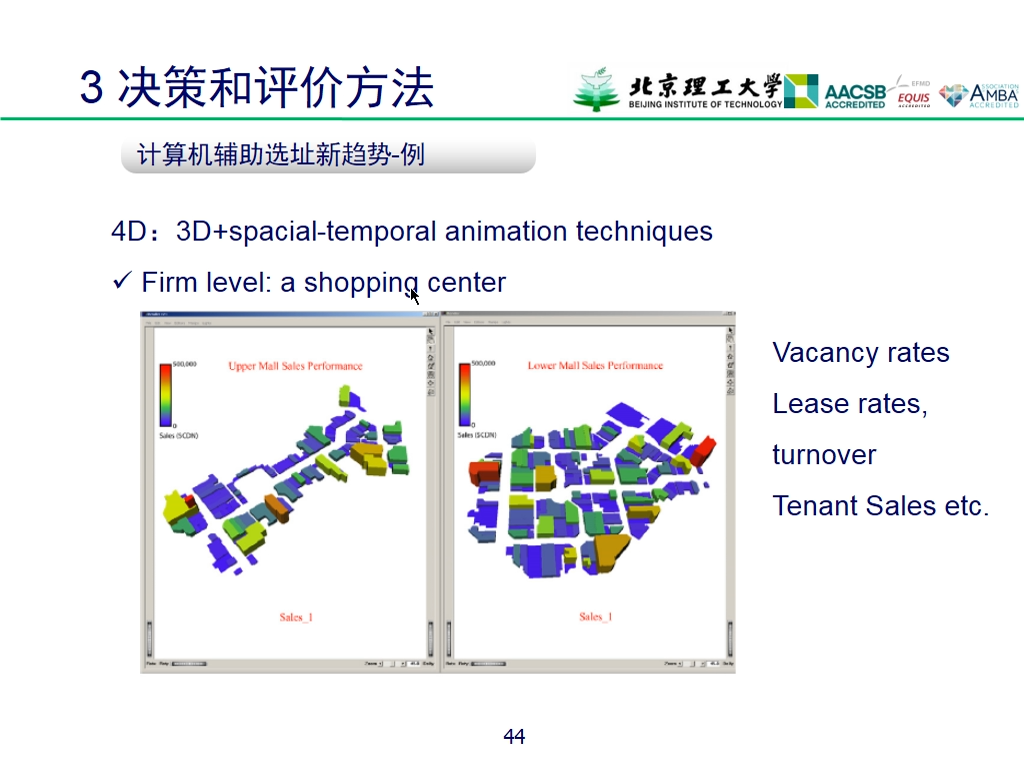 3 决策和评价方法
北京理工大学
BEIJING INSTITUTE OF TECHNOLOGY
AACSB
ACCREDITED
EFMD
EQUIS
ACCREDITED
ASSOCIATION
AMBA
ACCREDITED
计算机辅助选址新趋势-例
4D：3D+spacial-temporal animation techniques
✓ Firm level: a shopping center
500,000
Upper Mall Sales Performance
0
Sales ($CDN)
Sales_1
500,000
Lower Mall Sales Performance
0
Sales ($CDN)
Sales_1
Vacancy rates
Lease rates,
turnover
Tenant Sales etc.
44